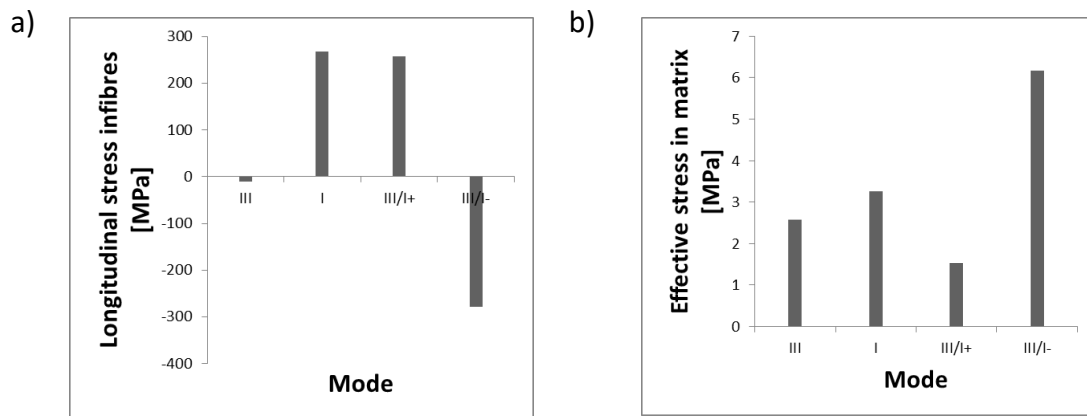 a)
Longitudinal stress infibres
[MPa]
300
200
100
0
-100
-200
-300
-400
III
I
III/I+
III/I-
Mode
b)
Effective stress in matrix
[MPa]
7
6
5
4
3
2
1
0
III
I
III/I+
III/I-
Mode